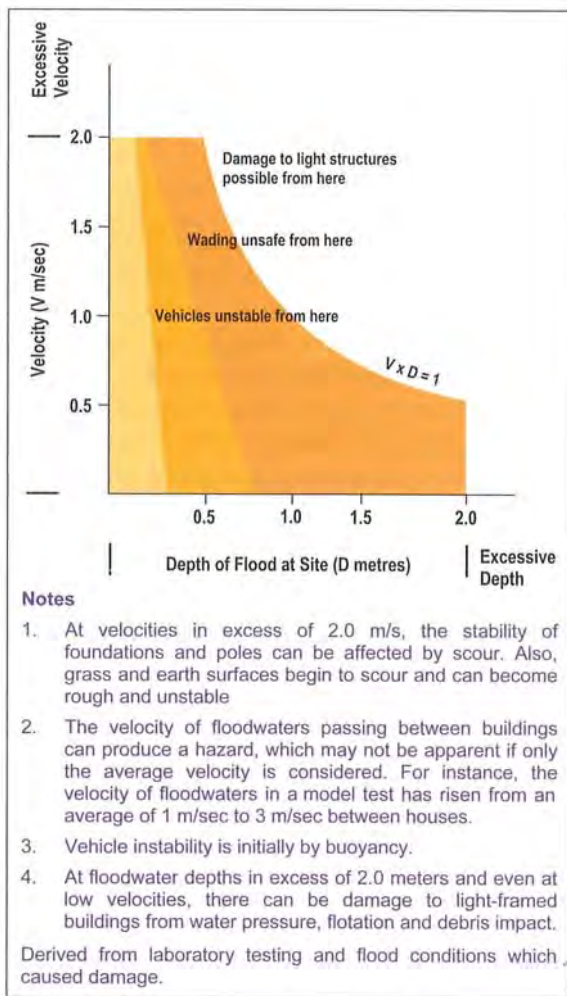 Excessive
Velocity
2.0
Damage to light structures
possible from here
1.5
Wading unsafe from here
Velocity (V m/sec)
1.0
Vehicles unstable from here
V x D = 1
0.5
0.5
1.0
1.5
2.0
Depth of Flood at Site (D metres)
Excessive
Depth
Notes
1. At velocities in excess of 2.0 m/s, the stability of
foundations and poles can be affected by scour. Also,
grass and earth surfaces begin to scour and can become
rough and unstable
2. The velocity of floodwaters passing between buildings
can produce a hazard, which may not be apparent if only
the average velocity is considered. For instance, the
velocity of floodwaters in a model test has risen from an
average of 1 m/sec to 3 m/sec between houses.
3. Vehicle instability is initially by buoyancy.
4. At floodwater depths in excess of 2.0 meters and even at
low velocities, there can be damage to light-framed
buildings from water pressure, flotation and debris impact.
Derived from laboratory testing and flood conditions which
caused damage.